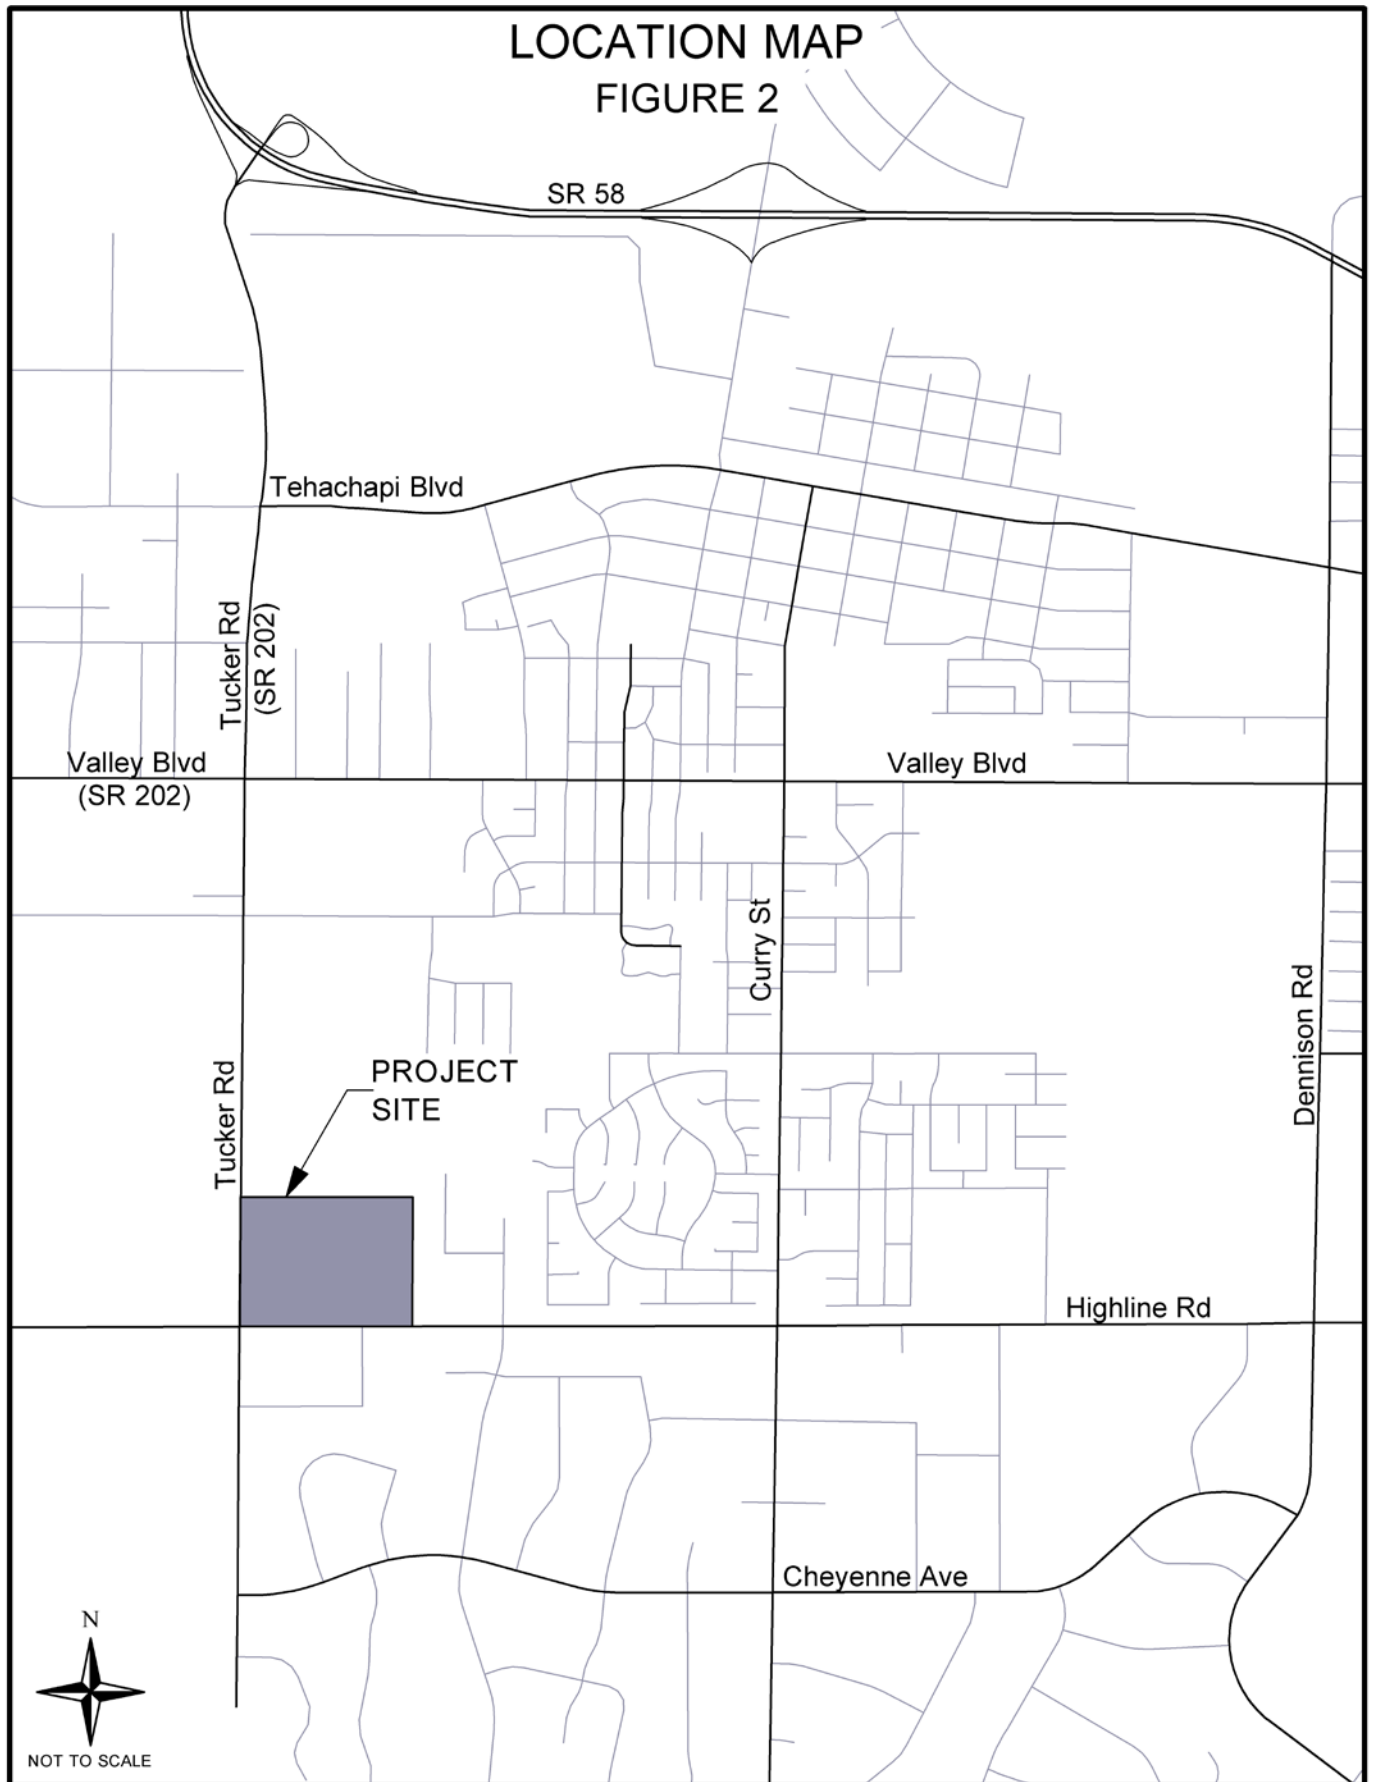 LOCATION MAP
FIGURE 2
SR 58
Tehachapi Blvd
Tucker Rd
(SR 202)
Valley Blvd
(SR 202)
Valley Blvd
Curry St
Dennison Rd
Tucker Rd
PROJECT
SITE
Highline Rd
Cheyenne Ave
N
NOT TO SCALE